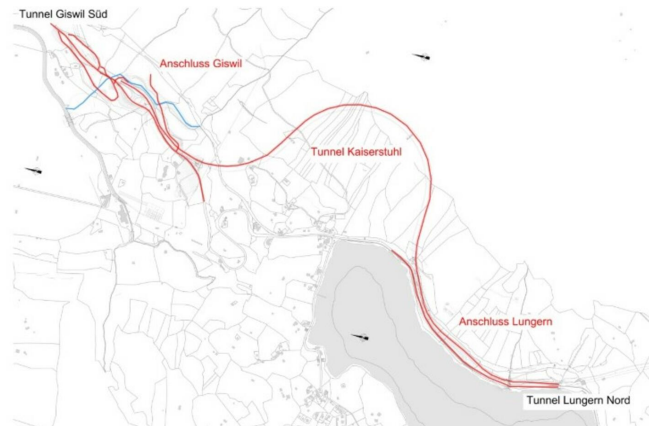 Tunnel Giswil Süd
Anschluss Giswil
Tunnel Kaiserstuhl
Anschluss Lungern
Tunnel Lungern Nord